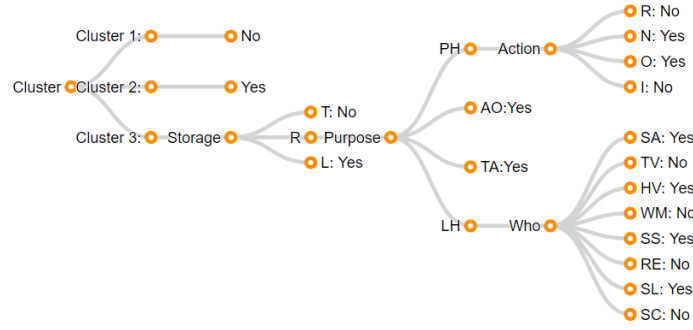 R: No
N: Yes
PH Action
O: Yes
I: No
Cluster 1: No
Cluster Cluster 2: Yes
AO:Yes
T: No
Cluster 3: Storage R Purpose
L: Yes
TA:Yes
SA: Yes
TV: No
HV: Yes
WM: No
LH Who
SS: Yes
RE: No
SL: Yes
SC: No